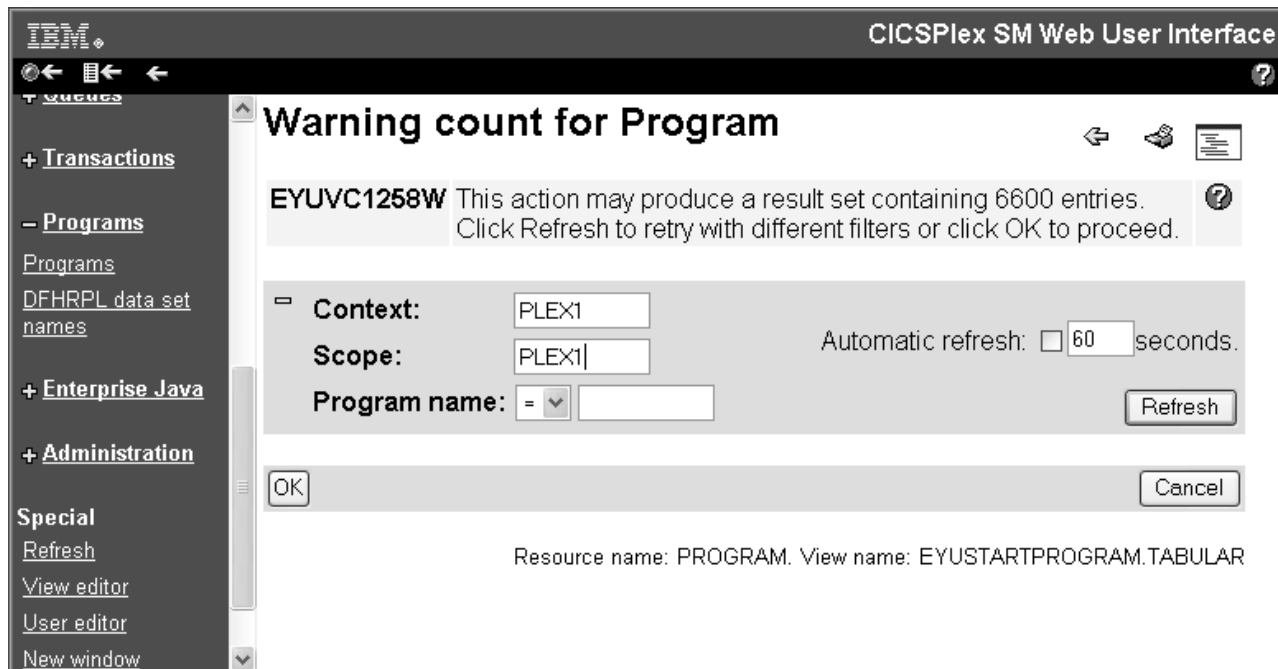 IBM®
CICSPlex SM Web User Interface
+ Queues
+ Transactions
– Programs
Programs
DFHRPL data set
names
+ Enterprise Java
+ Administration
Special
Refresh
View editor
User editor
New window
Warning count for Program
EYUVC1258W This action may produce a result set containing 6600 entries.
Click Refresh to retry with different filters or click OK to proceed.
Context: PLEX1
Scope: PLEX1
Automatic refresh: 60 seconds.
Program name: =
Refresh
OK
Cancel
Resource name: PROGRAM. View name: EYUSTARTPROGRAM.TABULAR